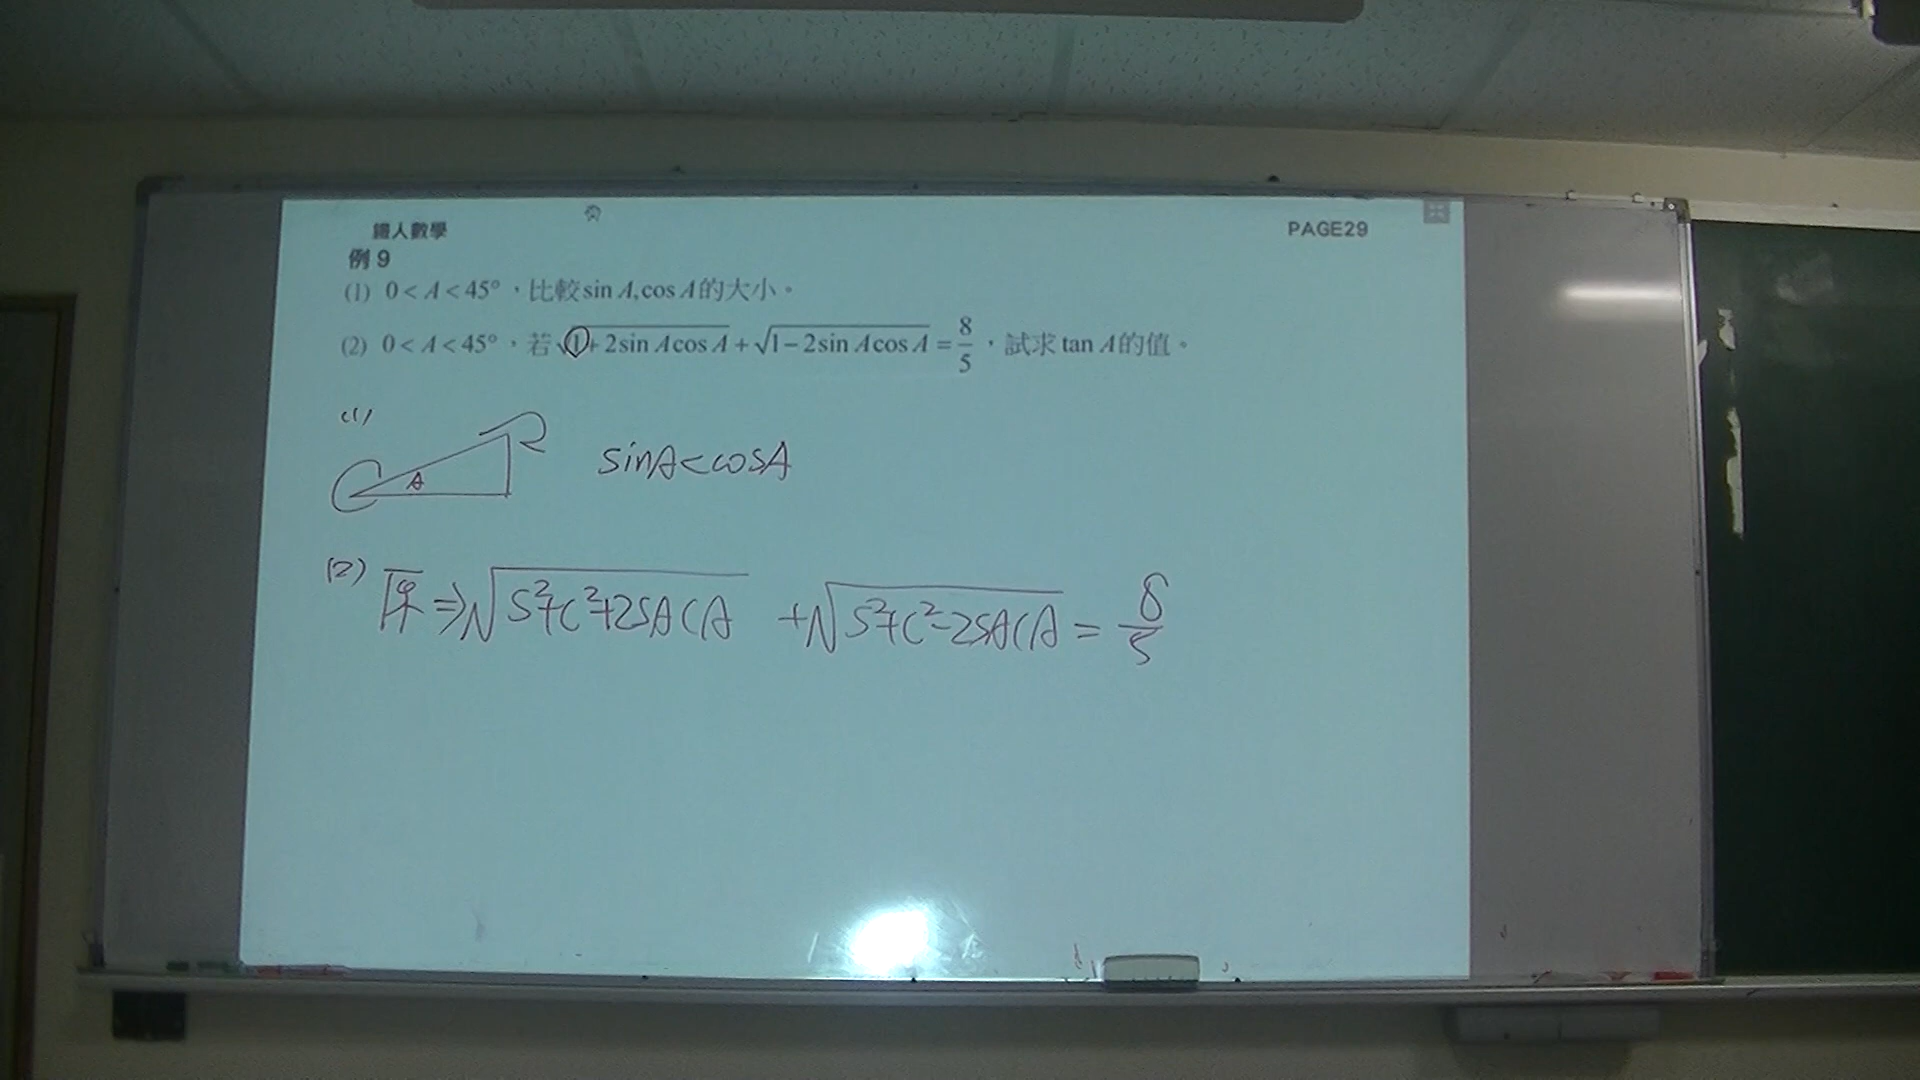 鐵人數學 PAGE29
例 9
(1) 0 < A < 45°，比較 sin A, cos A 的大小。
(2) 0 < A < 45°，若 √(1+2sin A cos A) + √(1−2sin A cos A) = 8/5，試求 tan A 的值。
(1)
A
sinA<cosA
(2) 原 ⇒ √(S²+C²+2SACA) + √(S²+C²-2SACA) = 8/5